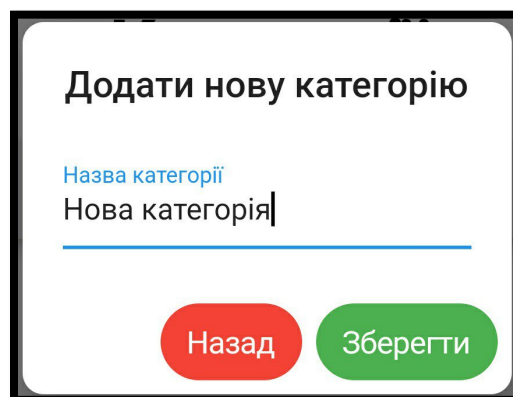 Додати нову категорію
Назва категорії
Нова категорія
Назад
Зберегти